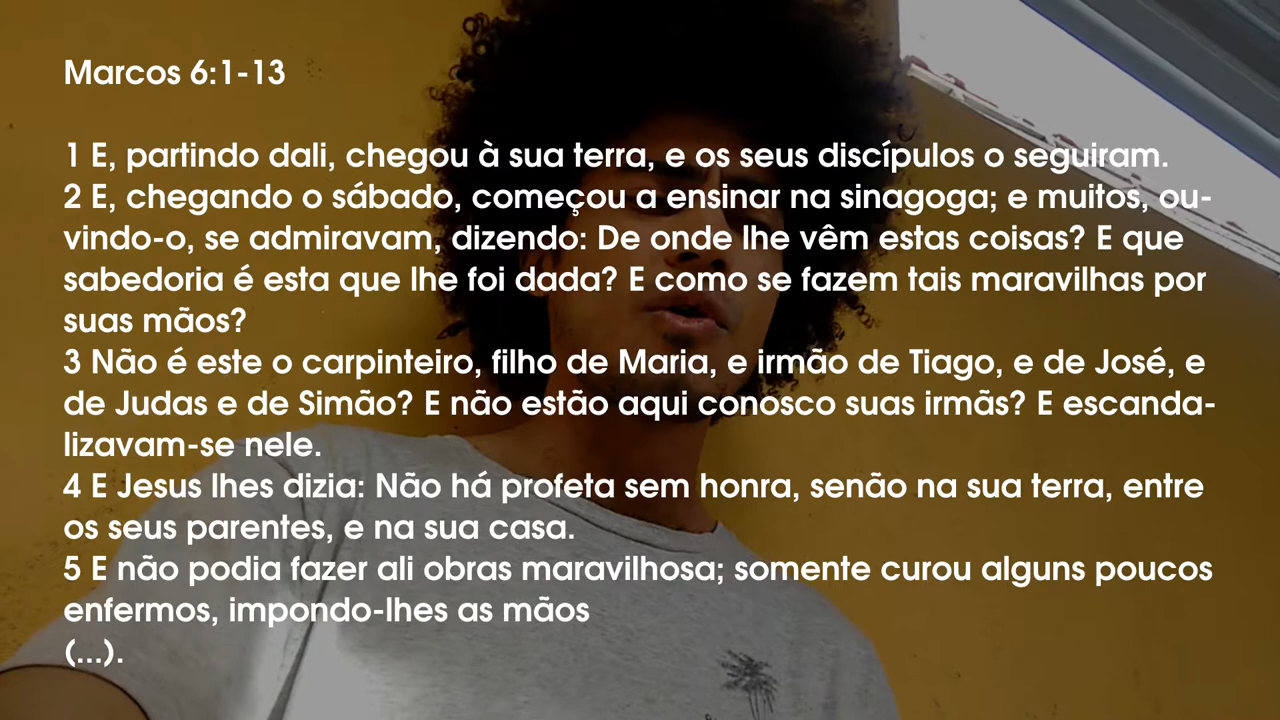 Marcos 6:1-13
1 E, partindo dali, chegou à sua terra, e os seus discípulos o seguiram.
2 E, chegando o sábado, começou a ensinar na sinagoga; e muitos, ou-
vindo-o, se admiravam, dizendo: De onde lhe vêm estas coisas? E que
sabedoria é esta que lhe foi dada? E como se fazem tais maravilhas por
suas mãos?
3 Não é este o carpinteiro, filho de Maria, e irmão de Tiago, e de José, e
de Judas e de Simão? E não estão aqui conosco suas irmãs? E escanda-
lizavam-se nele.
4 E Jesus lhes dizia: Não há profeta sem honra, senão na sua terra, entre
os seus parentes, e na sua casa.
5 E não podia fazer ali obras maravilhosa; somente curou alguns poucos
enfermos, impondo-lhes as mãos
(...).